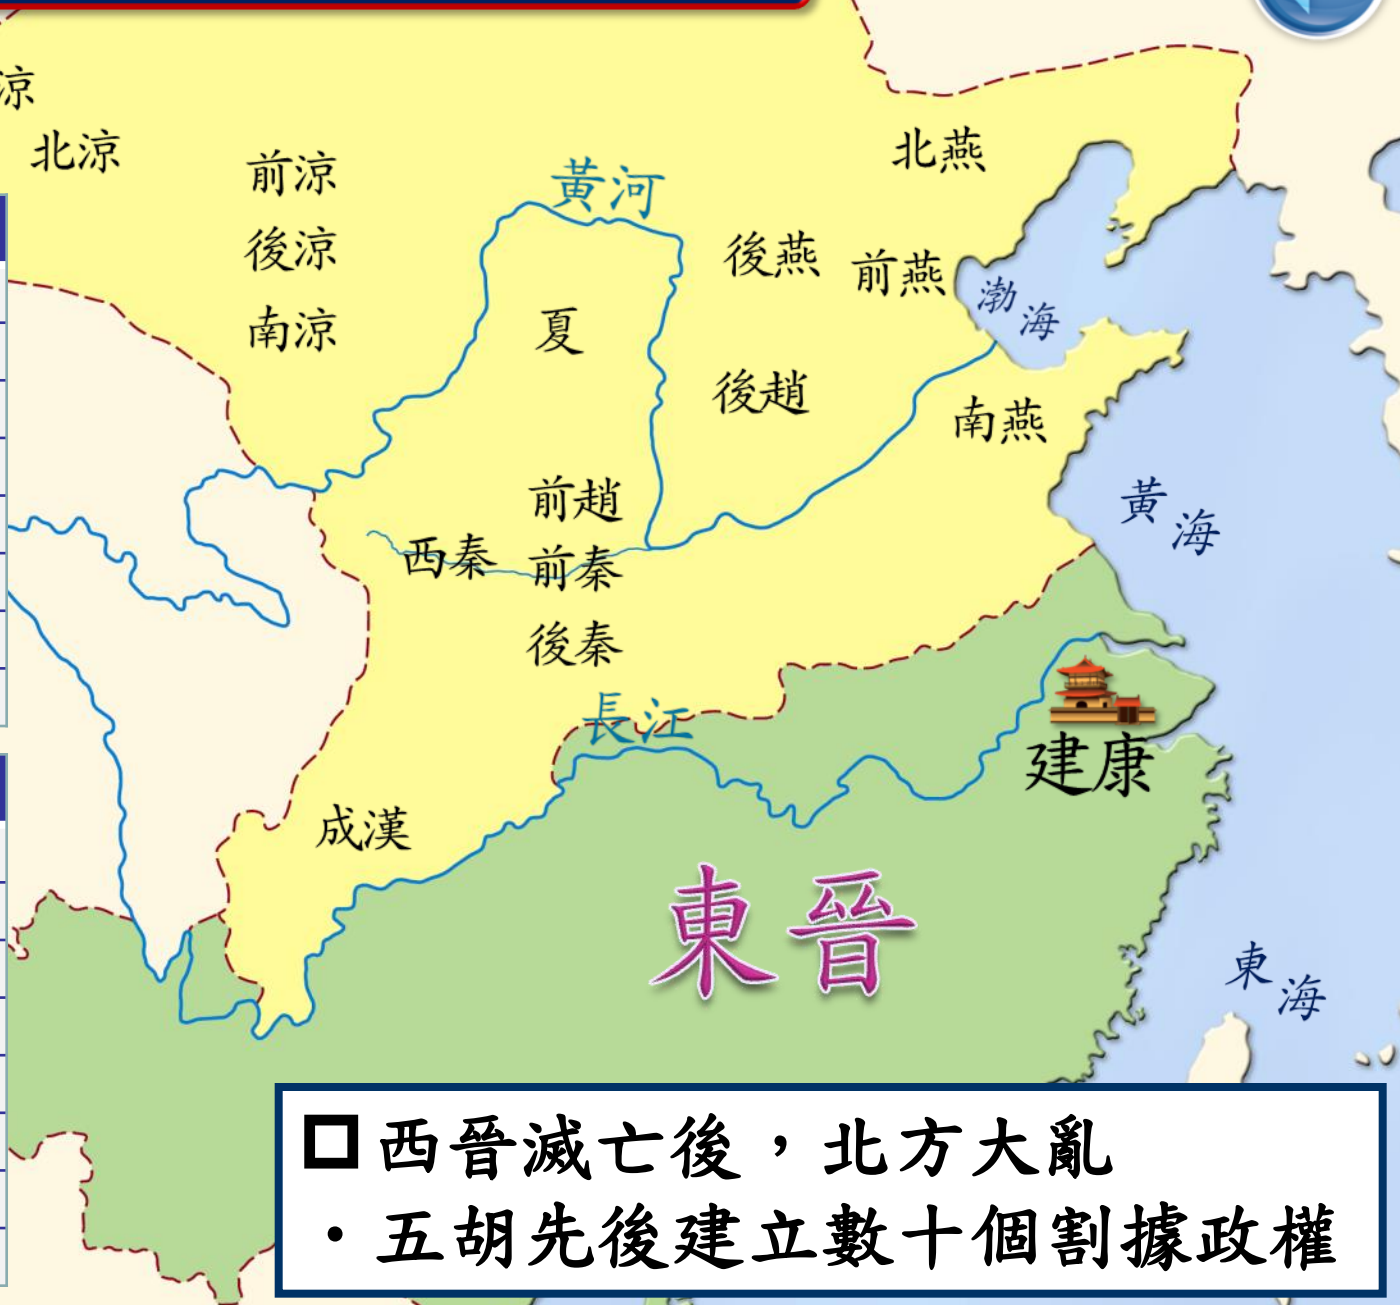 涼
北涼
前涼
後涼
南涼
黃河
夏
北燕
後燕
前燕
渤海
後趙
南燕
前趙
西秦
前秦
後秦
黃海
長江
建康
成漢
東晉
東海
西晉滅亡後，北方大亂
・五胡先後建立數十個割據政權